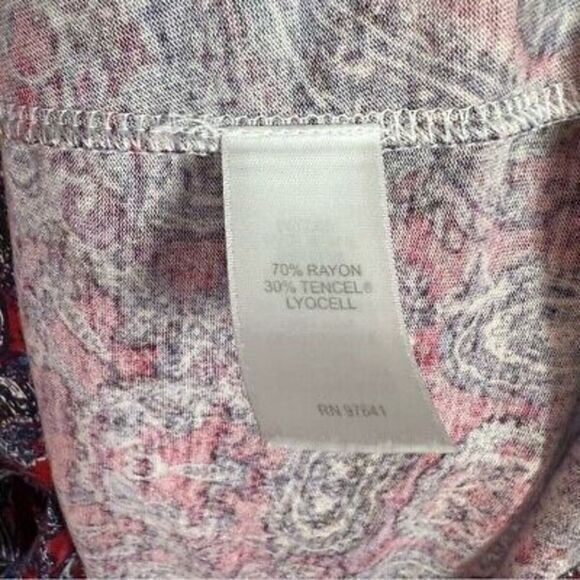 70% RAYON
30% TENCEL®
LYOCELL
RN 97641